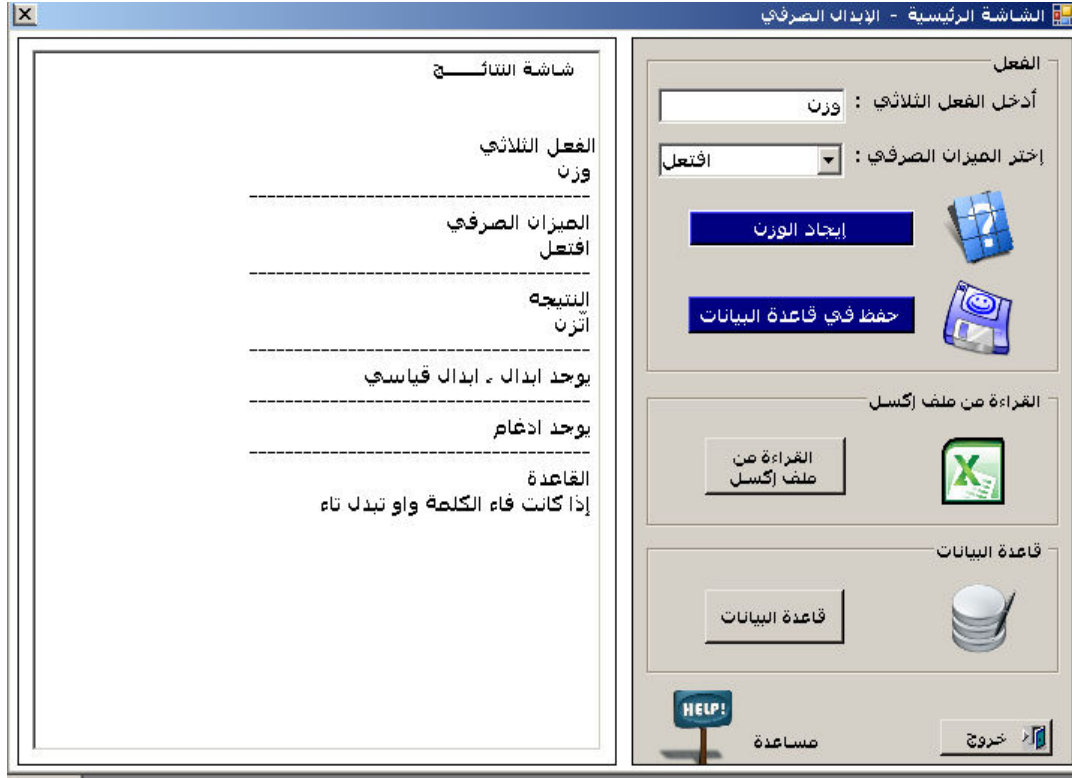 الشاشة الرئيسية - الإبدال الصرفي
الفعل
أدخل الفعل الثلاثي :
وزن
إختر الميزان الصرفي :
افتعل
إيجاد الوزن
حفظ في قاعدة البيانات
القراءة من ملف إكسل
القراءة من
ملف إكسل
قاعدة البيانات
قاعدة البيانات
HELP!
مساعدة
خروج
شاشة النتائـــــج
الفعل الثلاثي
وزن
--------------------------------------
الميزان الصرفي
افتعل
--------------------------------------
النتيجه
اتّزن
--------------------------------------
يوجد ابدال ـ ابدال قياسي
--------------------------------------
يوجد ادغام
--------------------------------------
القاعدة
إذا كانت فاء الكلمة واو تبدل تاء